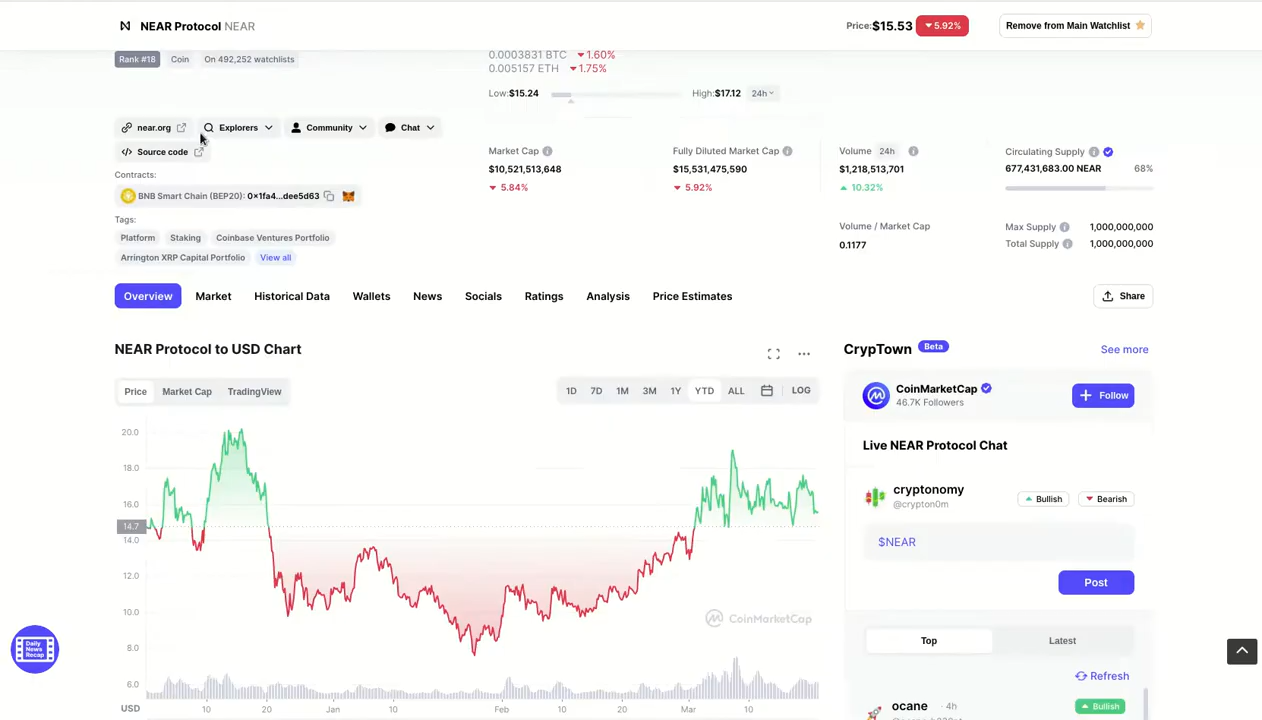 NEAR Protocol NEAR
Price:$15.53 5.92%
Remove from Main Watchlist
Rank #18 Coin On 492,252 watchlists
0.0003831 BTC 1.60%
0.005157 ETH 1.75%
Low:$15.24 High:$17.12 24h
near.org Explorers Community Chat
Source code
Contracts:
BNB Smart Chain (BEP20): 0x1fa4...dee5d63
Tags:
Platform Staking Coinbase Ventures Portfolio
Arrington XRP Capital Portfolio View all
Market Cap
$10,521,513,648
5.84%
Fully Diluted Market Cap
$15,531,475,590
5.92%
Volume 24h
$1,218,513,701
10.32%
Volume / Market Cap
0.1177
Circulating Supply
677,431,683.00 NEAR 68%
Max Supply 1,000,000,000
Total Supply 1,000,000,000
Overview Market Historical Data Wallets News Socials Ratings Analysis Price Estimates
Share
NEAR Protocol to USD Chart
Price Market Cap TradingView
1D 7D 1M 3M 1Y YTD ALL LOG
20.0
18.0
16.0
14.7
14.0
12.0
10.0
8.0
6.0
CoinMarketCap
USD 10 20 Jan 10 Feb 10 20 Mar 10
Daily
News
Recap
CrypTown Beta See more
CoinMarketCap
46.7K Followers
Follow
Live NEAR Protocol Chat
cryptonomy
@crypton0m
Bullish Bearish
$NEAR
Post
Top Latest
Refresh
ocane · 4h
Bullish